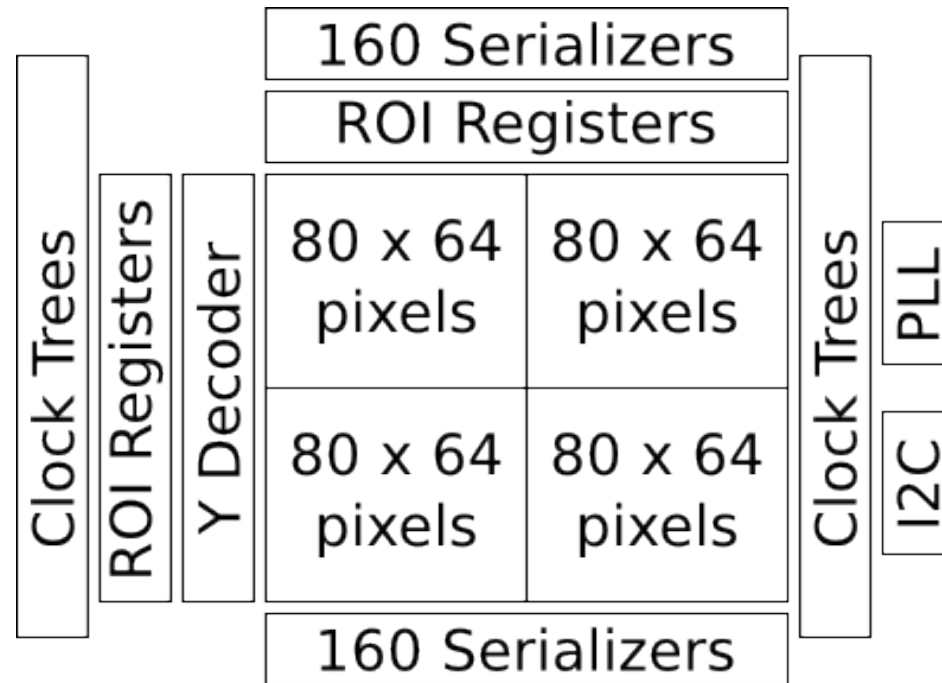 160 Serializers
ROI Registers
Clock Trees
ROI Registers
Y Decoder
80 x 64
pixels
80 x 64
pixels
80 x 64
pixels
80 x 64
pixels
Clock Trees
PLL
I2C
160 Serializers